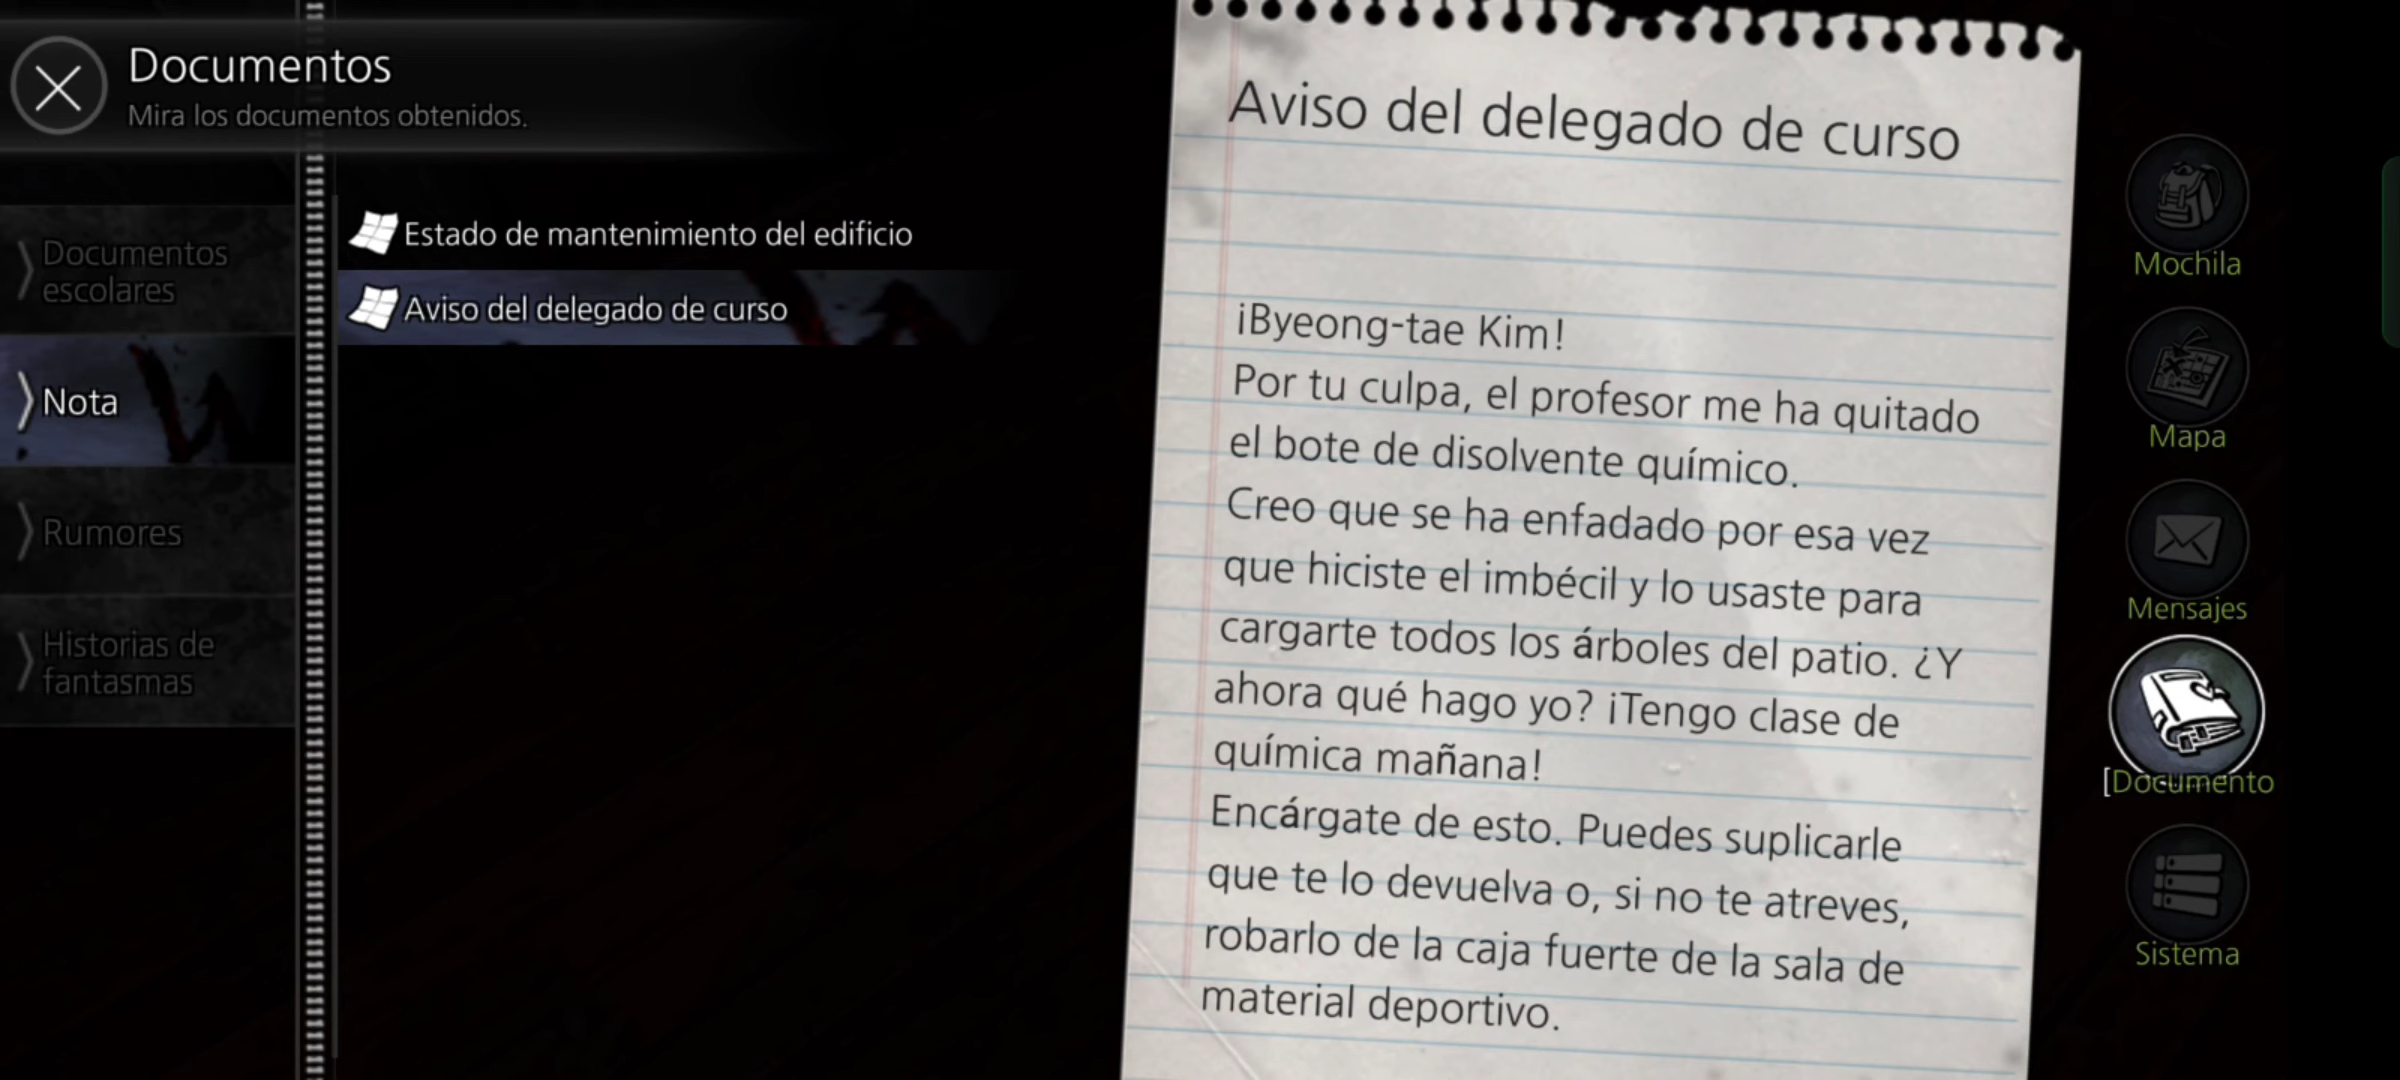 Documentos
Mira los documentos obtenidos.
Documentos
escolares
Nota
Rumores
Historias de
fantasmas
Estado de mantenimiento del edificio
Aviso del delegado de curso
Aviso del delegado de curso
¡Byeong-tae Kim!
Por tu culpa, el profesor me ha quitado
el bote de disolvente químico.
Creo que se ha enfadado por esa vez
que hiciste el imbécil y lo usaste para
cargarte todos los árboles del patio. ¿Y
ahora qué hago yo? ¡Tengo clase de
química mañana!
Encárgate de esto. Puedes suplicarle
que te lo devuelva o, si no te atreves,
robarlo de la caja fuerte de la sala de
material deportivo.
Mochila
Mapa
Mensajes
[Documento
Sistema